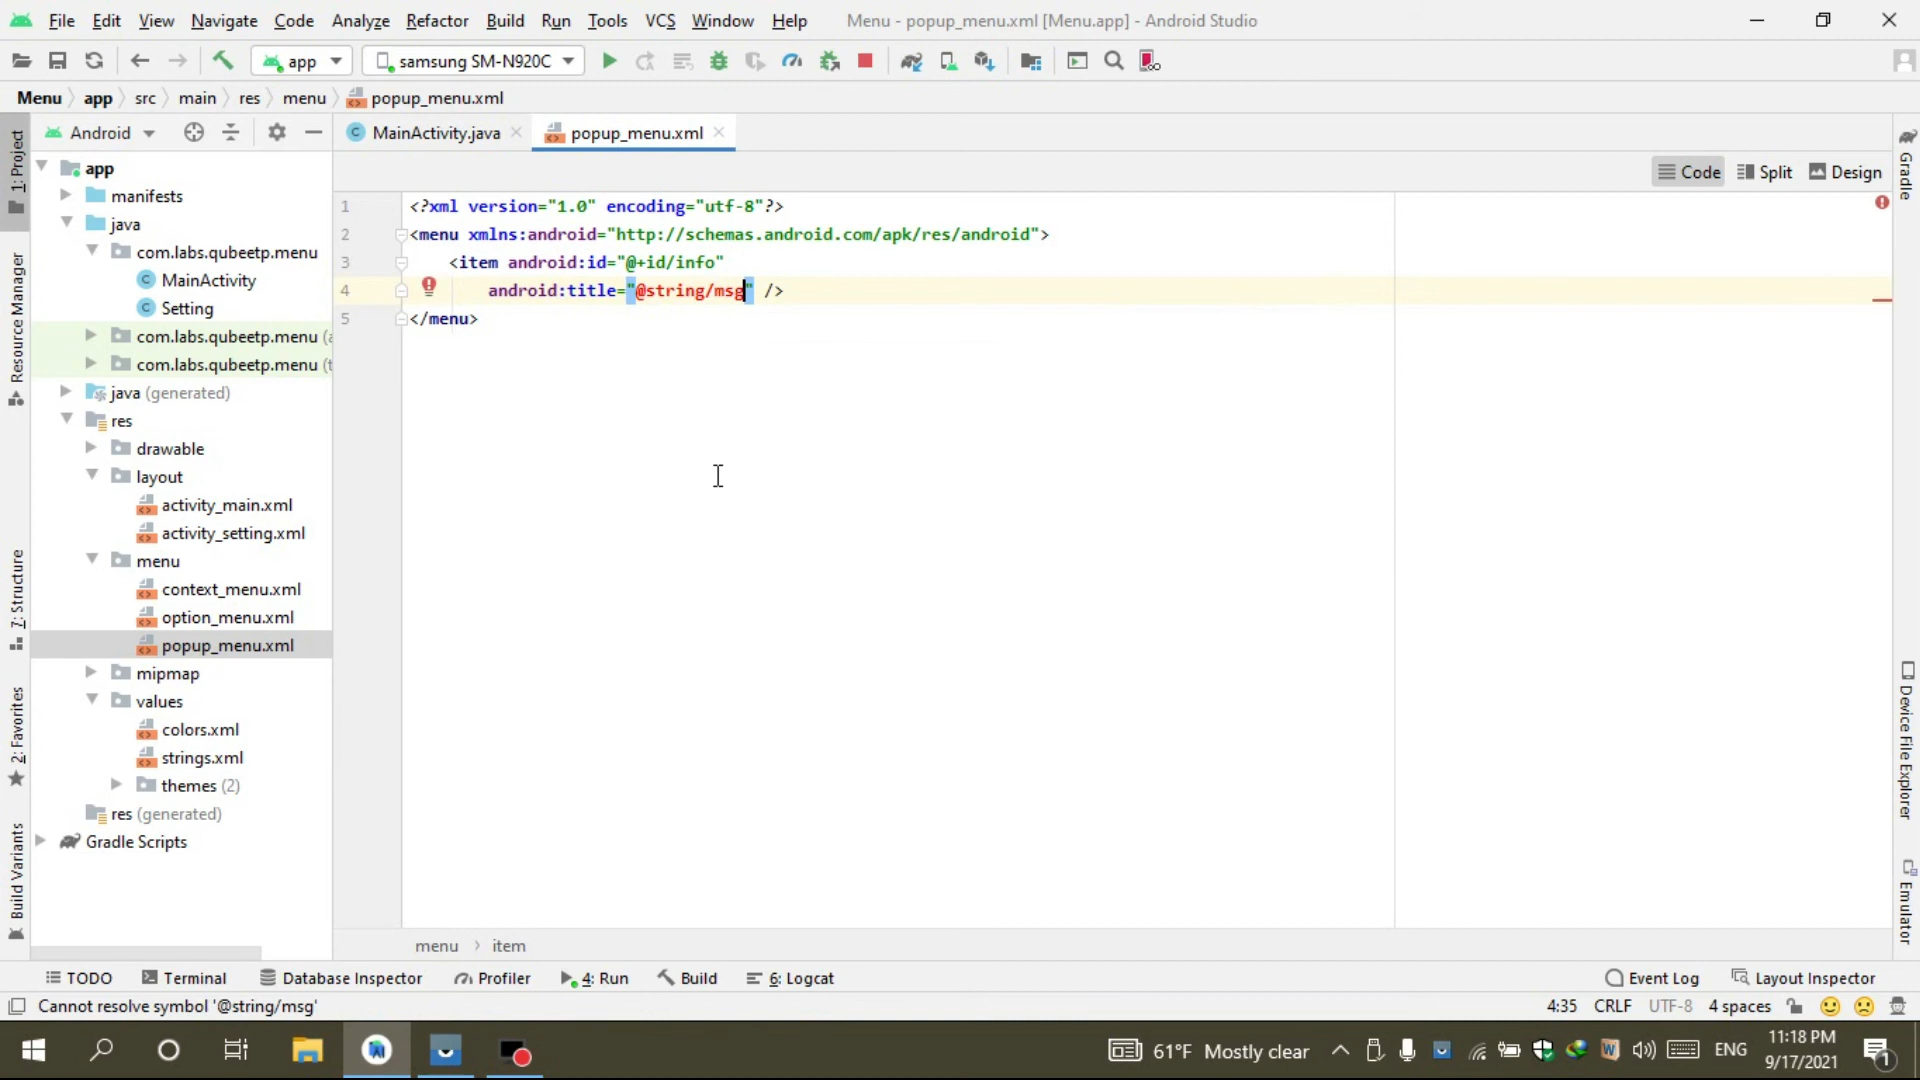 File Edit View Navigate Code Analyze Refactor Build Run Tools VCS Window Help Menu - popup_menu.xml [Menu.app] - Android Studio
app samsung SM-N920C
Menu app src main res menu popup_menu.xml
Android MainActivity.java popup_menu.xml
Code Split Design
1: Project
Resource Manager
7: Structure
2: Favorites
Build Variants
app
manifests
java
com.labs.qubeetp.menu
MainActivity
Setting
com.labs.qubeetp.menu (a
com.labs.qubeetp.menu (t
java (generated)
res
drawable
layout
activity_main.xml
activity_setting.xml
menu
context_menu.xml
option_menu.xml
popup_menu.xml
mipmap
values
colors.xml
strings.xml
themes (2)
res (generated)
Gradle Scripts
1 <?xml version="1.0" encoding="utf-8"?>
2 <menu xmlns:android="http://schemas.android.com/apk/res/android">
3 <item android:id="@+id/info"
4 android:title="@string/msg" />
5 </menu>
Gradle
Device File Explorer
Emulator
menu item
TODO Terminal Database Inspector Profiler 4: Run Build 6: Logcat Event Log Layout Inspector
Cannot resolve symbol '@string/msg' 4:35 CRLF UTF-8 4 spaces
61°F Mostly clear ENG 11:18 PM
9/17/2021
1